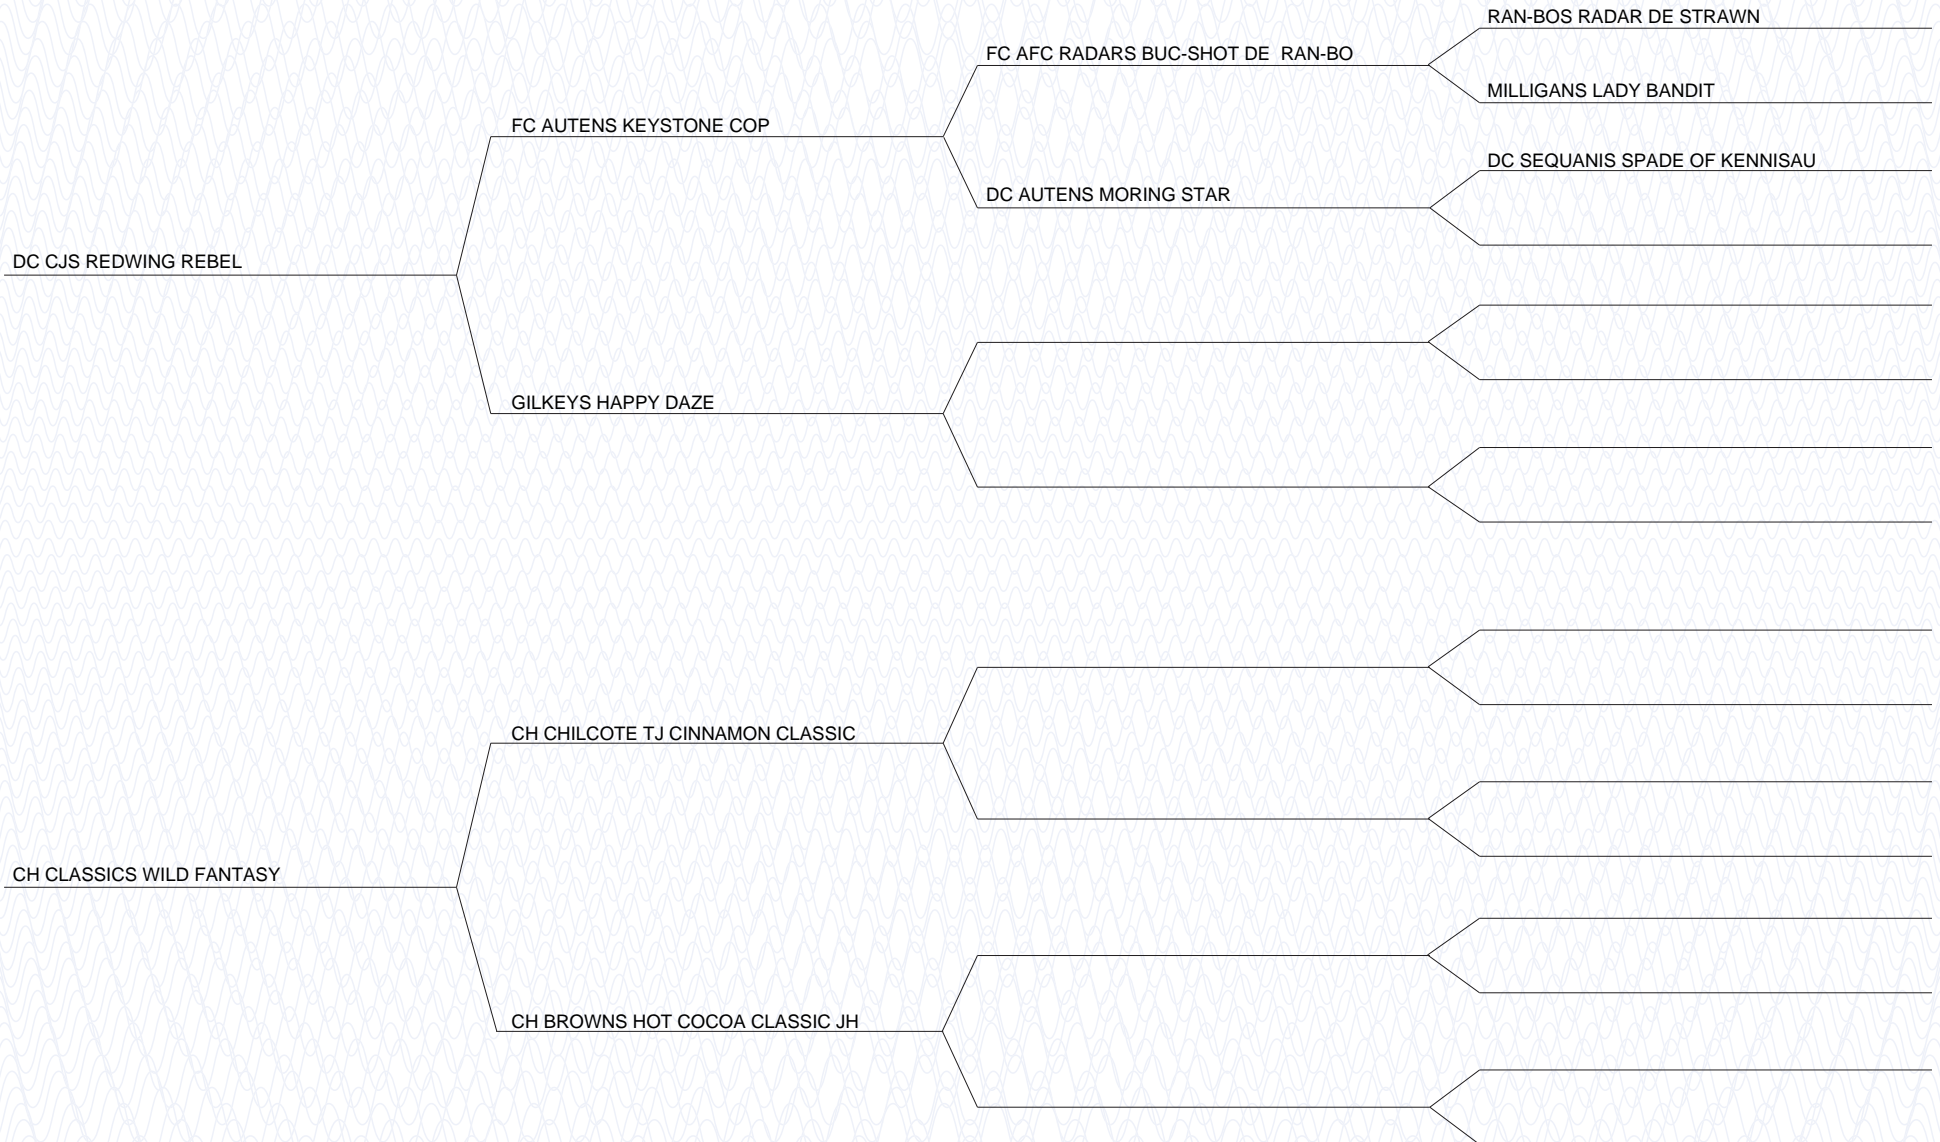 RAN-BOS RADAR DE STRAWN
FC AFC RADARS BUC-SHOT DE  RAN-BO
MILLIGANS LADY BANDIT
FC AUTENS KEYSTONE COP
DC SEQUANIS SPADE OF KENNISAU
DC AUTENS MORING STAR
DC CJS REDWING REBEL
GILKEYS HAPPY DAZE
CH CHILCOTE TJ CINNAMON CLASSIC
CH CLASSICS WILD FANTASY
CH BROWNS HOT COCOA CLASSIC JH